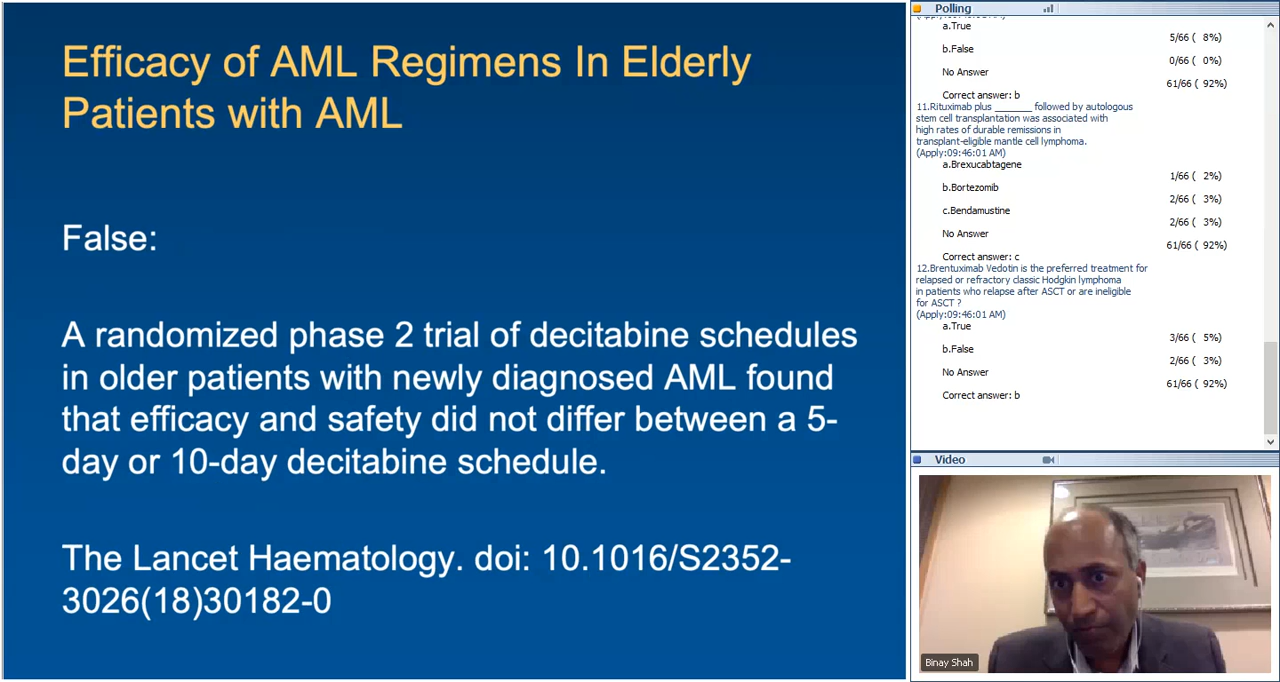 Efficacy of AML Regimens In Elderly
Patients with AML
False:
A randomized phase 2 trial of decitabine schedules
in older patients with newly diagnosed AML found
that efficacy and safety did not differ between a 5-
day or 10-day decitabine schedule.
The Lancet Haematology. doi: 10.1016/S2352-
3026(18)30182-0
Polling
a.True
5/66 ( 8%)
b.False
0/66 ( 0%)
No Answer
61/66 ( 92%)
Correct answer: b
11.Rituximab plus _______ followed by autologous
stem cell transplantation was associated with
high rates of durable remissions in
transplant-eligible mantle cell lymphoma.
(Apply:09:46:01 AM)
a.Brexucabtagene
1/66 ( 2%)
b.Bortezomib
2/66 ( 3%)
c.Bendamustine
2/66 ( 3%)
No Answer
61/66 ( 92%)
Correct answer: c
12.Brentuximab Vedotin is the preferred treatment for
relapsed or refractory classic Hodgkin lymphoma
in patients who relapse after ASCT or are ineligible
for ASCT ?
(Apply:09:46:01 AM)
a.True
3/66 ( 5%)
b.False
2/66 ( 3%)
No Answer
61/66 ( 92%)
Correct answer: b
Video
Binay Shah